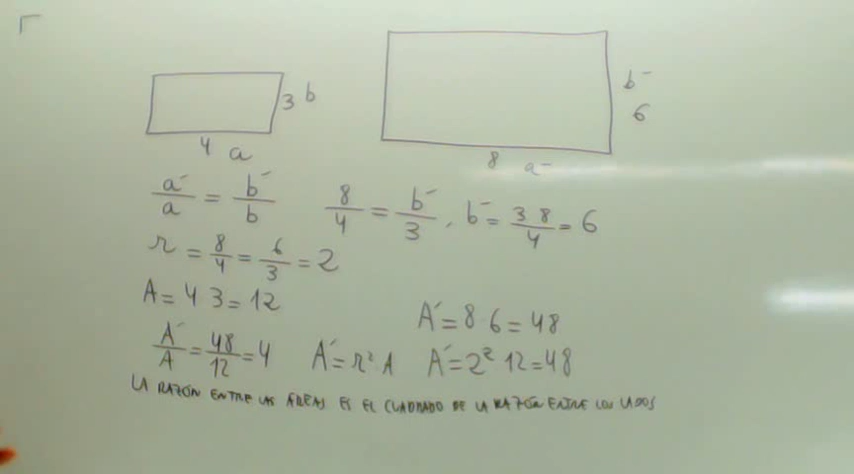 3 b
4 a
b′
6
8 a′
a′/a = b′/b
8/4 = b′/3 , b′ = 3 8/4 = 6
r = 8/4 = 6/3 = 2
A = 4 3 = 12
A′ = 8·6 = 48
A′/A = 48/12 = 4 A′ = r² A A′ = 2² 12 = 48
LA RAZÓN ENTRE LAS ÁREAS ES EL CUADRADO DE LA RAZÓN ENTRE LOS LADOS